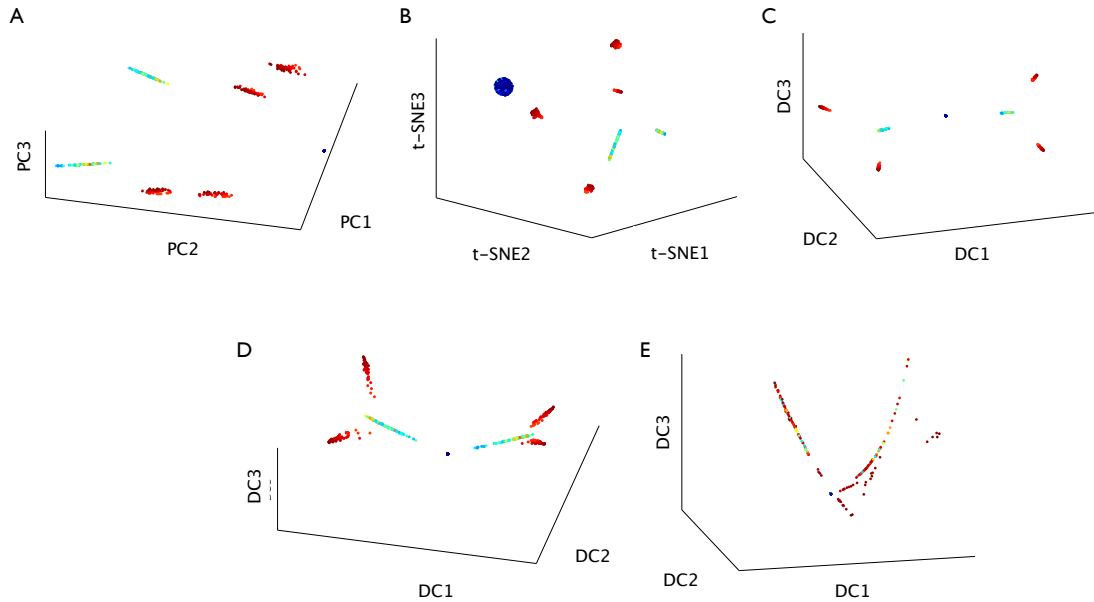 A
PC3
PC2
PC1
B
t-SNE3
t-SNE2
t-SNE1
C
DC3
DC2
DC1
D
DC3
DC1
DC2
E
DC3
DC2
DC1